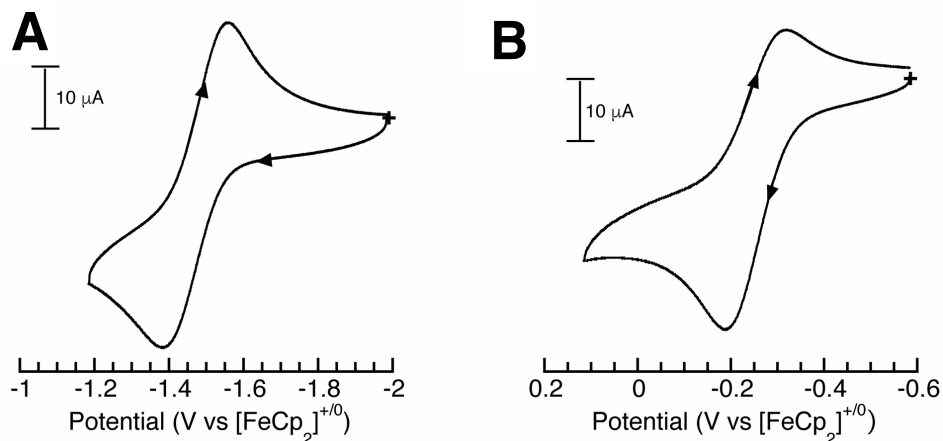 A
10 μA
-1 -1.2 -1.4 -1.6 -1.8 -2
Potential (V vs [FeCp2]+/0)
B
10 μA
0.2 0 -0.2 -0.4 -0.6
Potential (V vs [FeCp2]+/0)